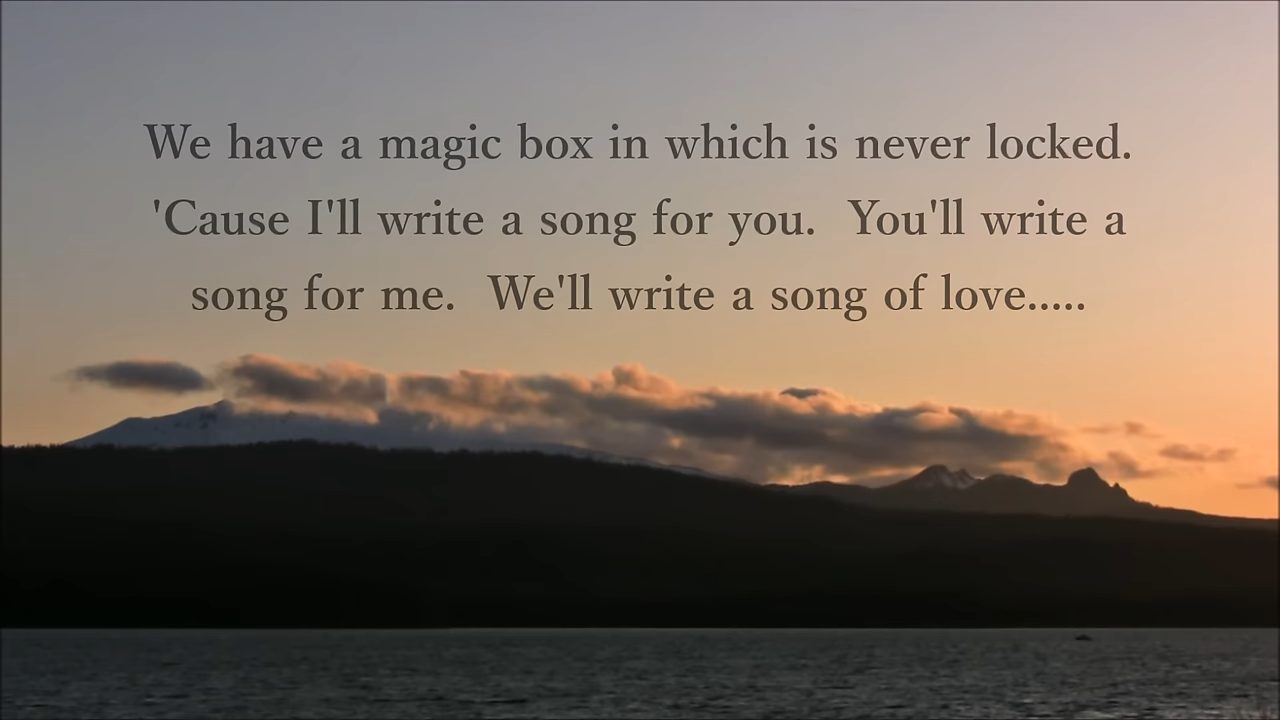 We have a magic box in which is never locked.
'Cause I'll write a song for you.  You'll write a
song for me.  We'll write a song of love.....